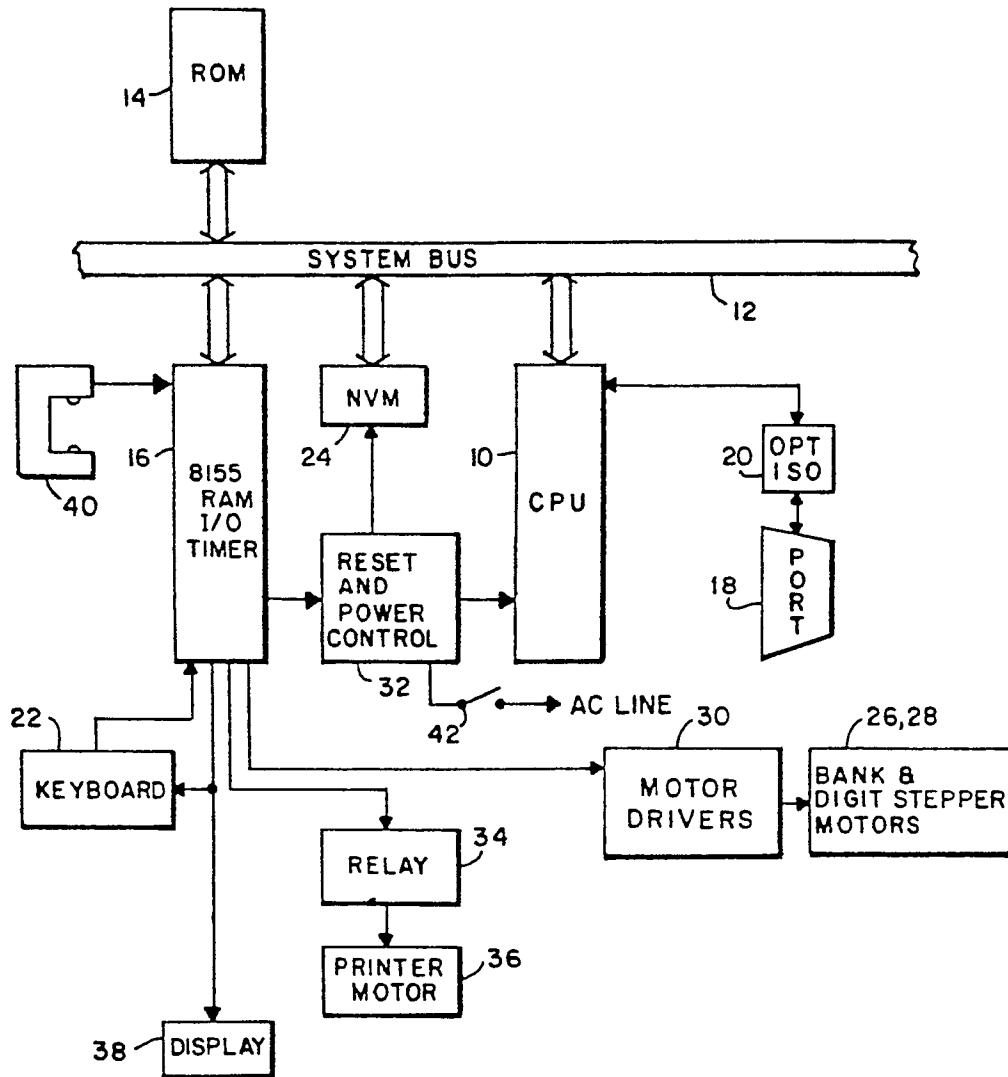 ROM
14
SYSTEM BUS
12
40
16
8155
RAM
I/O
TIMER
NVM
24
10
CPU
20
OPT
ISO
18
PORT
RESET
AND
POWER
CONTROL
32
42
AC LINE
22
KEYBOARD
30
MOTOR
DRIVERS
26,28
BANK &
DIGIT STEPPER
MOTORS
34
RELAY
36
PRINTER
MOTOR
38
DISPLAY